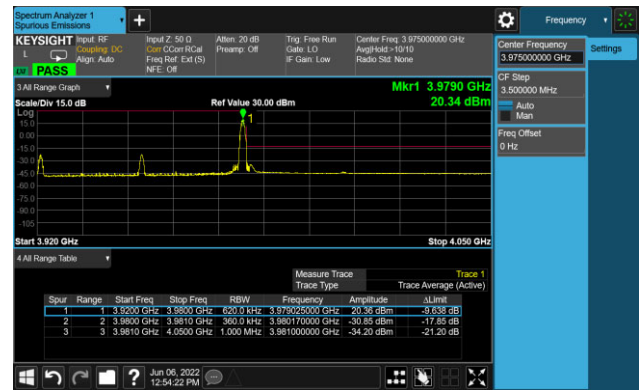 Spectrum Analyzer 1
Spurious Emissions
Frequency
KEYSIGHT Input: RF Input Z: 50 Ω Atten: 20 dB Trig: Free Run Center Freq: 3.975000000 GHz
L Coupling: DC Corr CCorr RCal Preamp: Off Gate: LO Avg|Hold:>10/10
Align: Auto Freq Ref: Ext (S) IF Gain: Low Radio Std: None
PASS NFE: Off
Center Frequency
3.975000000 GHz
Settings
CF Step
3.500000 MHz
Auto
Man
Freq Offset
0 Hz
3 All Range Graph
Mkr1 3.9790 GHz
Scale/Div 15.0 dB Ref Value 30.00 dBm 20.34 dBm
Log
15.0
0.00
-15.0
-30.0
-45.0
-60.0
-75.0
-90.0
-105
1
Start 3.920 GHz Stop 4.050 GHz
4 All Range Table
Measure Trace Trace 1
Trace Type Trace Average (Active)
Spur Range Start Freq Stop Freq RBW Frequency Amplitude ΔLimit
1 1 3.9200 GHz 3.9800 GHz 620.0 kHz 3.979025000 GHz 20.36 dBm -9.638 dB
2 2 3.9800 GHz 3.9810 GHz 360.0 kHz 3.980170000 GHz -30.85 dBm -17.85 dB
3 3 3.9810 GHz 4.0500 GHz 1.000 MHz 3.981000000 GHz -34.20 dBm -21.20 dB
Jun 06, 2022
12:54:22 PM